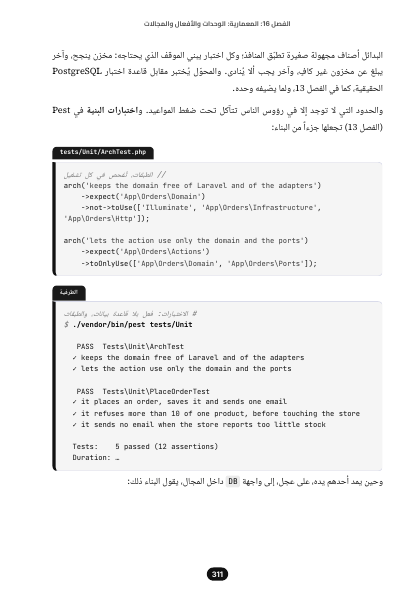 الفصل 16: المعمارية: الوحدات والأفعال والمجالات
البدائل أصناف مجهولة صغيرة تطبّق المنافذ؛ وكل اختبار يبني الموقف الذي يحتاجه: مخزن ينجح، وآخر
يبلغ عن مخزون غير كافٍ، وآخر يجب ألا يُنادى. والمحوّل يُختبر مقابل قاعدة اختبار PostgreSQL
الحقيقية، كما في الفصل 13، ولما يضيفه وحده.
والحدود التي لا توجد إلا في رؤوس الناس تتآكل تحت ضغط المواعيد. واختبارات البنية في Pest
(الفصل 13) تجعلها جزءاً من البناء:
tests/Unit/ArchTest.php
// الطبقات، تُفحص في كل تشغيل
arch('keeps the domain free of Laravel and of the adapters')
->expect('App\Orders\Domain')
->not->toUse(['Illuminate', 'App\Orders\Infrastructure',
'App\Orders\Http']);
arch('lets the action use only the domain and the ports')
->expect('App\Orders\Actions')
->toOnlyUse(['App\Orders\Domain', 'App\Orders\Ports']);
الطرفية
# الاختبارات: فعل بلا قاعدة بيانات، والطبقات
$ ./vendor/bin/pest tests/Unit
PASS Tests\Unit\ArchTest
✓ keeps the domain free of Laravel and of the adapters
✓ lets the action use only the domain and the ports
PASS Tests\Unit\PlaceOrderTest
✓ it places an order, saves it and sends one email
✓ it refuses more than 10 of one product, before touching the store
✓ it sends no email when the store reports too little stock
Tests: 5 passed (12 assertions)
Duration: …
وحين يمد أحدهم يده، على عجل، إلى واجهة DB داخل المجال، يقول البناء ذلك:
311